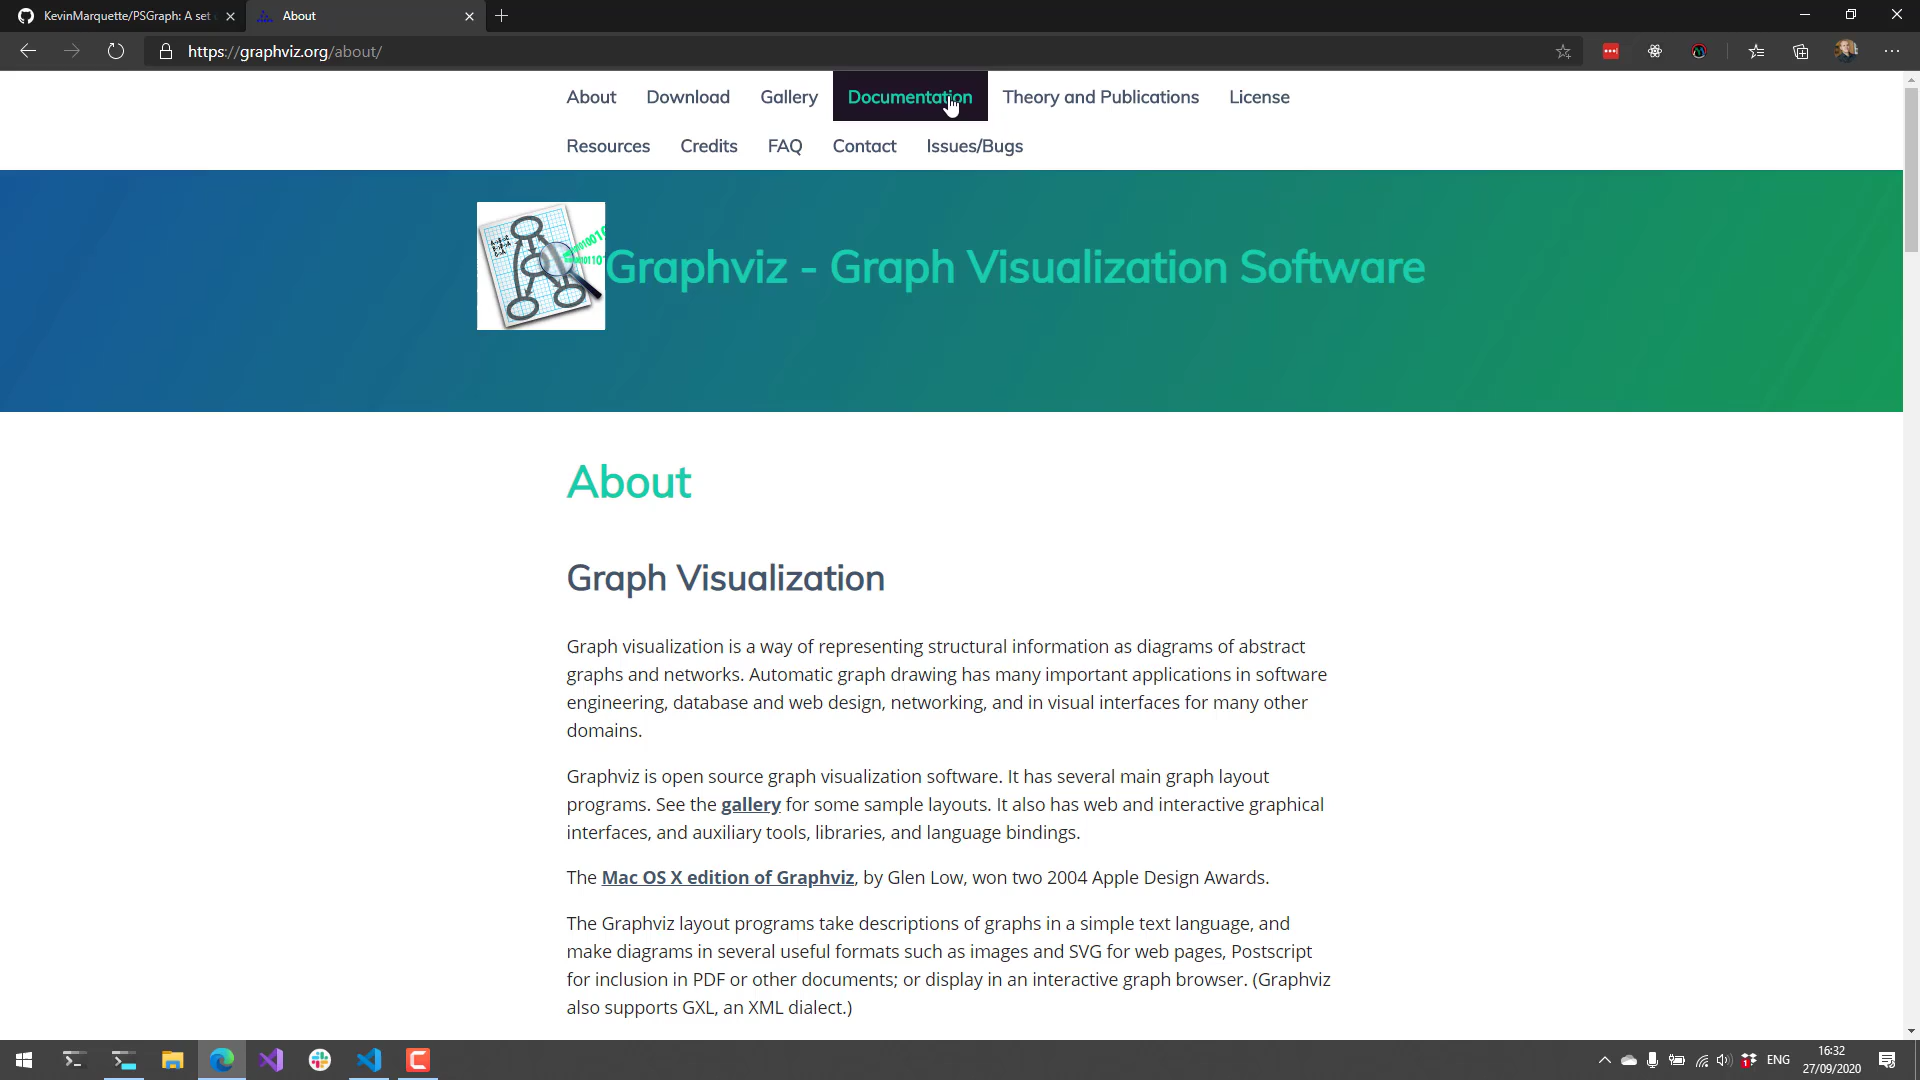 KevinMarquette/PSGraph: A set
About
https://graphviz.org/about/
About Download Gallery Documentation Theory and Publications License
Resources Credits FAQ Contact Issues/Bugs
Graphviz - Graph Visualization Software
About
Graph Visualization
Graph visualization is a way of representing structural information as diagrams of abstract
graphs and networks. Automatic graph drawing has many important applications in software
engineering, database and web design, networking, and in visual interfaces for many other
domains.
Graphviz is open source graph visualization software. It has several main graph layout
programs. See the gallery for some sample layouts. It also has web and interactive graphical
interfaces, and auxiliary tools, libraries, and language bindings.
The Mac OS X edition of Graphviz, by Glen Low, won two 2004 Apple Design Awards.
The Graphviz layout programs take descriptions of graphs in a simple text language, and
make diagrams in several useful formats such as images and SVG for web pages, Postscript
for inclusion in PDF or other documents; or display in an interactive graph browser. (Graphviz
also supports GXL, an XML dialect.)
ENG
16:32
27/09/2020